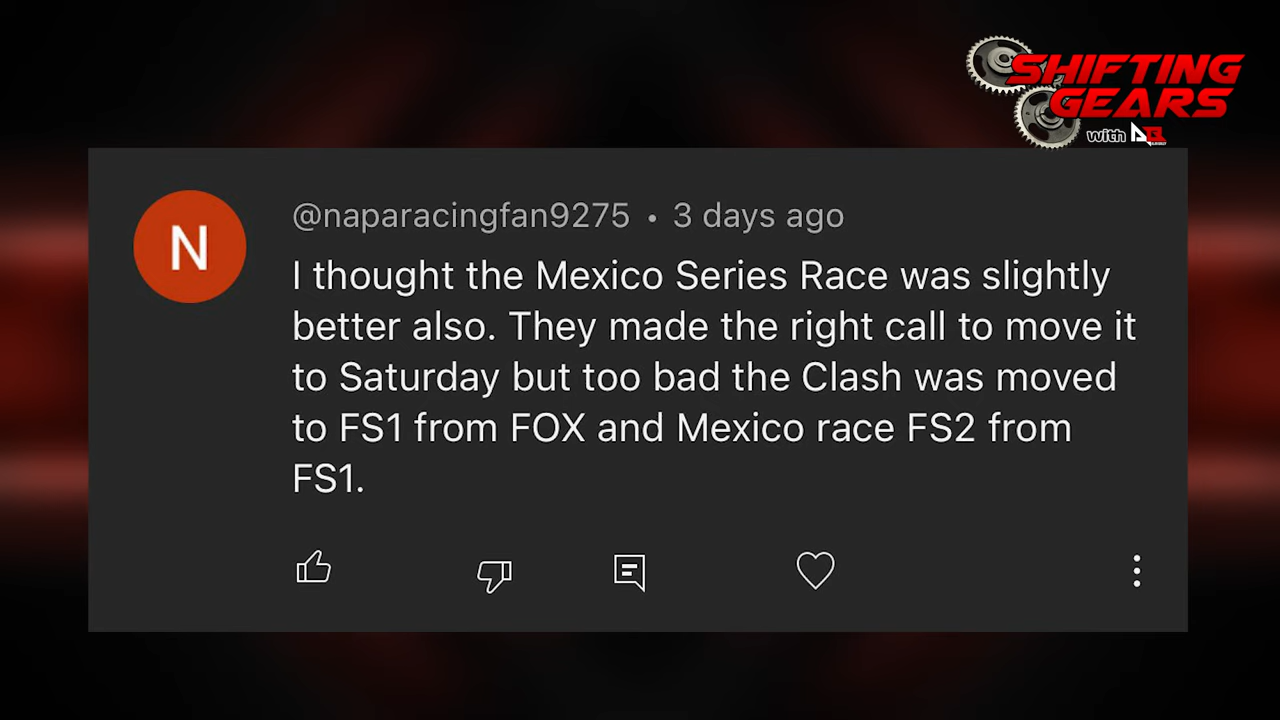 SHIFTING
GEARS
with
N
@naparacingfan9275 • 3 days ago
I thought the Mexico Series Race was slightly
better also. They made the right call to move it
to Saturday but too bad the Clash was moved
to FS1 from FOX and Mexico race FS2 from
FS1.